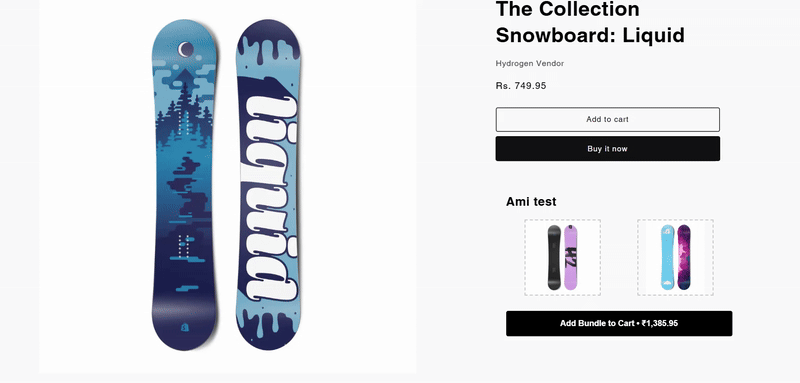 The Collection
Snowboard: Liquid
Hydrogen Vendor
Rs. 749.95
Add to cart
Buy it now
liquid
Ami test
Add Bundle to Cart • ₹1,385.95